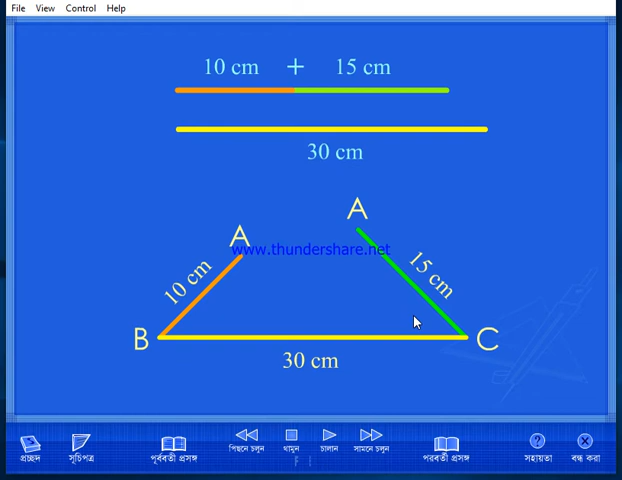 File View Control Help
10 cm + 15 cm
30 cm
A A
www.thundershare.net
10 cm 15 cm
B C
30 cm
পিছনে চলুন থামুন চালান সামনে চলুন
প্রচ্ছদ সূচিপত্র পূর্ববর্তী প্রসঙ্গ পরবর্তী প্রসঙ্গ সহায়তা বন্ধ করা